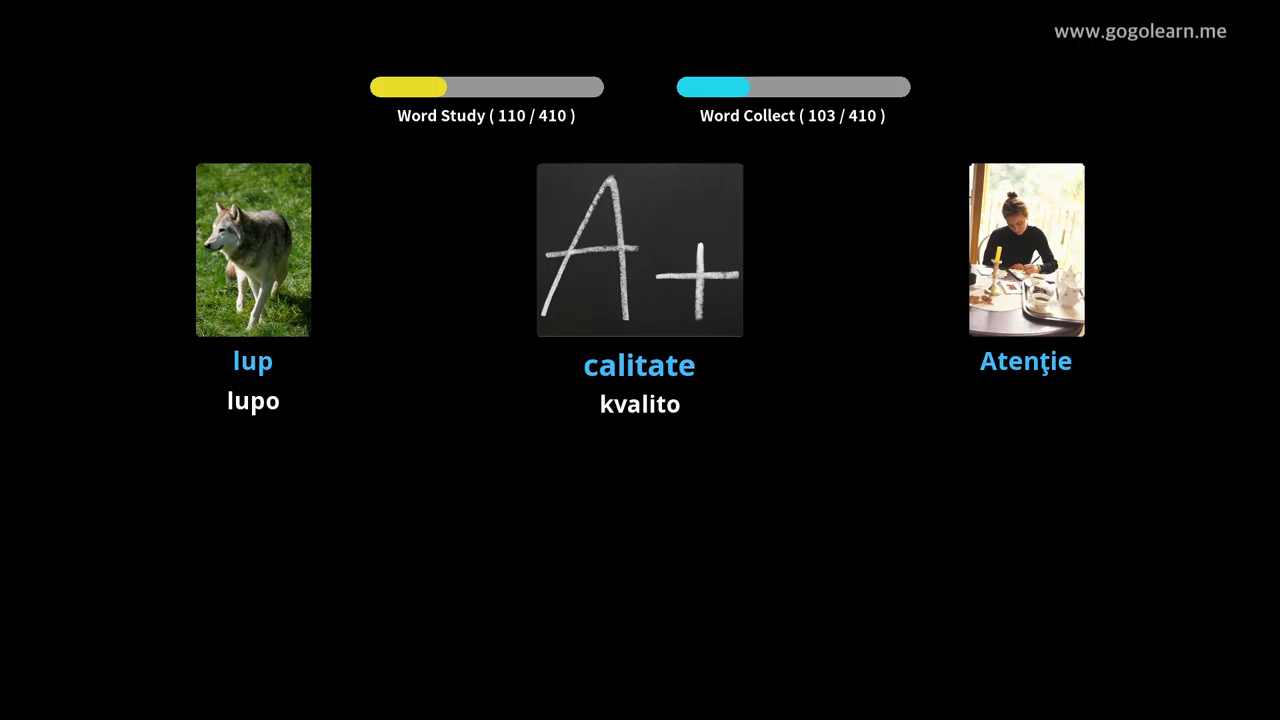 www.gogolearn.me
Word Study ( 110 / 410 )
Word Collect ( 103 / 410 )
A+
lup
calitate
Atenţie
lupo
kvalito